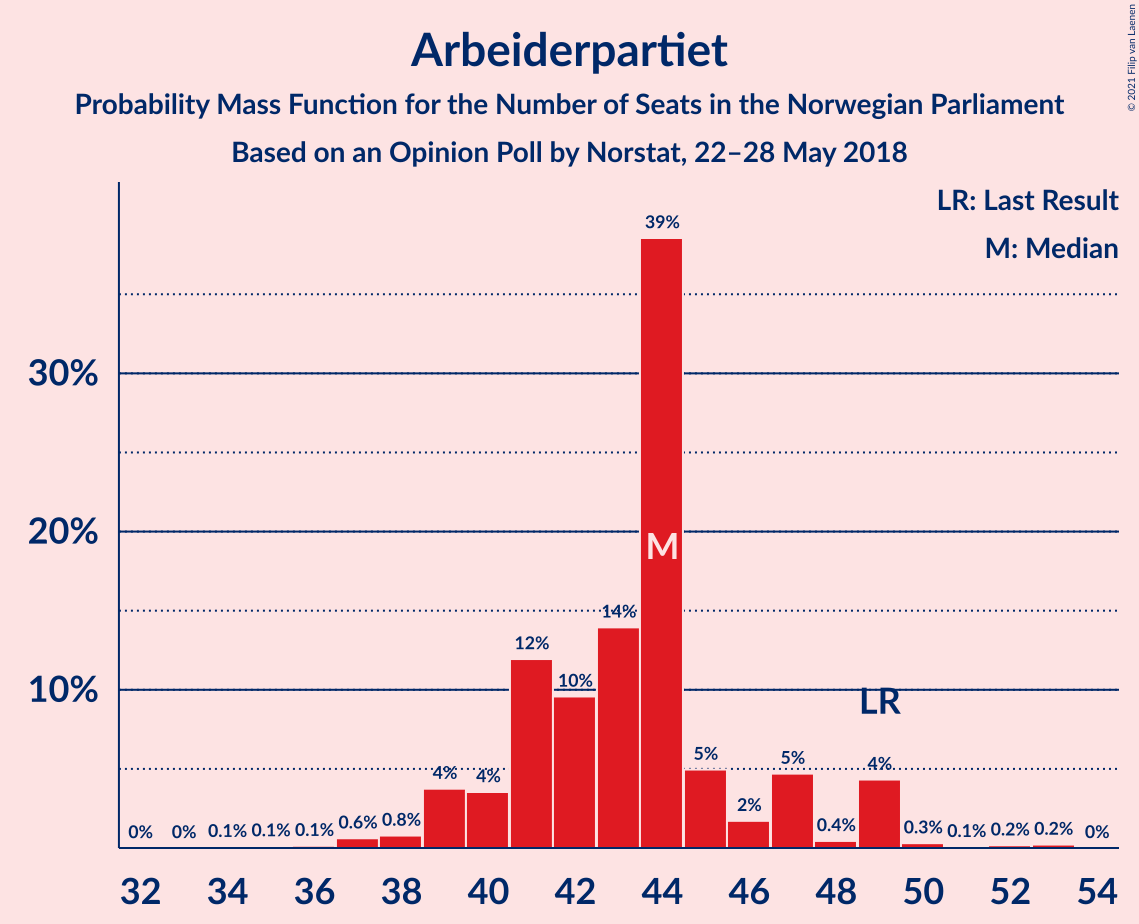 Arbeiderpartiet
Probability Mass Function for the Number of Seats in the Norwegian Parliament
Based on an Opinion Poll by Norstat, 22–28 May 2018
© 2021 Filip van Laenen
LR: Last Result
M: Median
30%
20%
10%
0% 0% 0.1% 0.1% 0.1% 0.6% 0.8% 4% 4% 12% 10% 14% 39% 5% 2% 5% 0.4% 4% 0.3% 0.1% 0.2% 0.2% 0%
M
LR
32 34 36 38 40 42 44 46 48 50 52 54